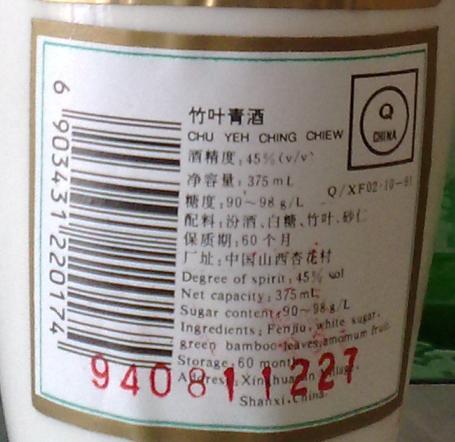 6 903431 220174
Q
CHINA
竹叶青酒
CHU YEH CHING CHIEW
酒精度:45%(v/v)
净容量:375mL
Q/XF02·10—91
糖度:90～98g/L
配料:汾酒、白糖、竹叶、砂仁
保质期:60个月
厂址:中国山西杏花村
Degree of spirit:45% vol
Net capacity:375mL
Sugar content:90～98g/L
Ingredients:Fenjiu,white sugar,
green bamboo-leaves,amomum fruit
Storage:60 month
Address:Xinghuacun Village,
Shanxi.China.
940811 227